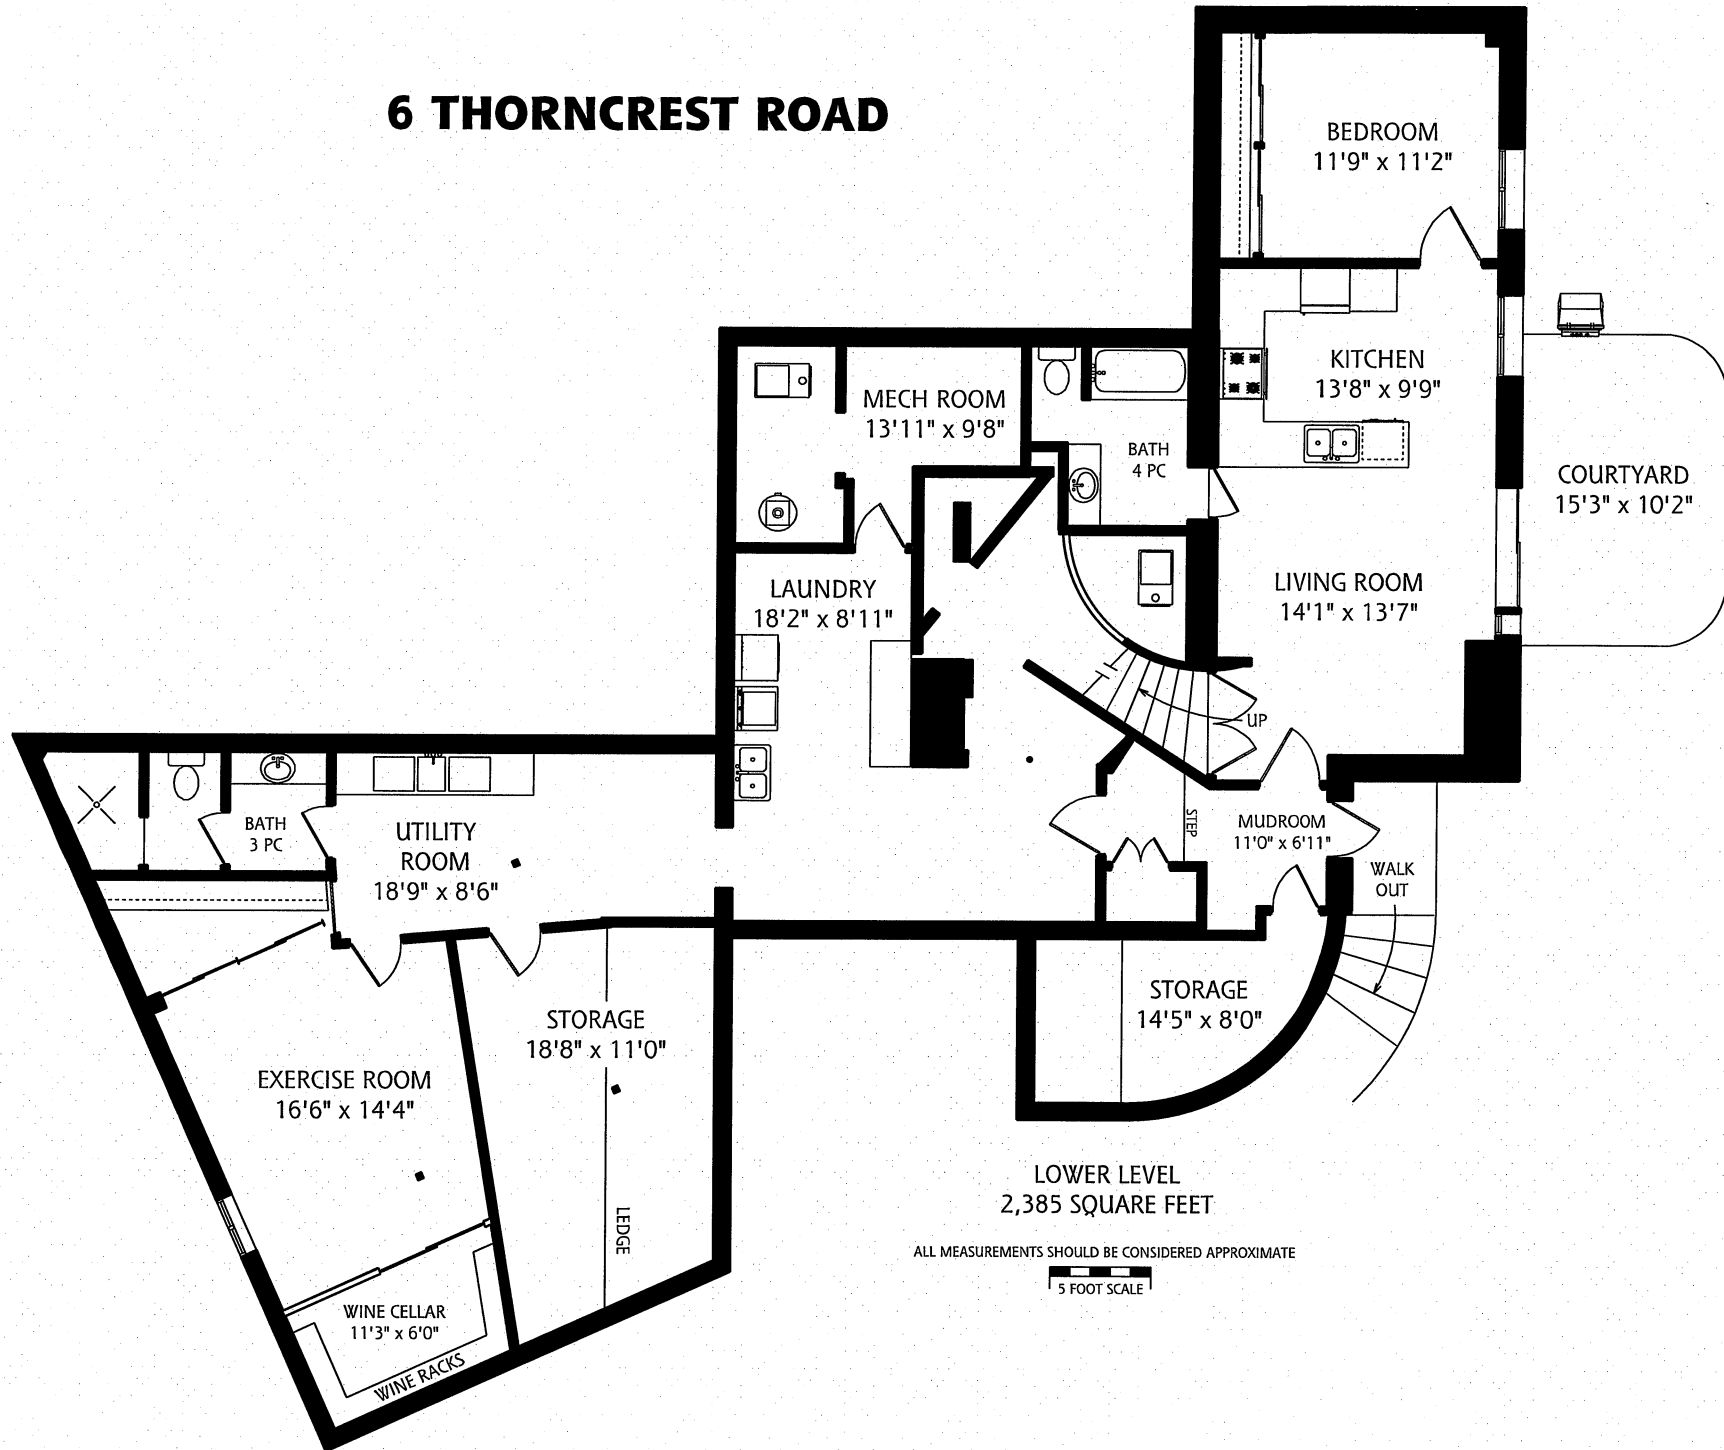 6 THORNCREST ROAD
BEDROOM
11'9" x 11'2"
KITCHEN
13'8" x 9'9"
MECH ROOM
13'11" x 9'8"
BATH
4 PC
COURTYARD
15'3" x 10'2"
LAUNDRY
18'2" x 8'11"
LIVING ROOM
14'1" x 13'7"
UP
BATH
3 PC
UTILITY
ROOM
18'9" x 8'6"
STEP
MUDROOM
11'0" x 6'11"
WALK
OUT
STORAGE
14'5" x 8'0"
STORAGE
18'8" x 11'0"
EXERCISE ROOM
16'6" x 14'4"
LEDGE
WINE CELLAR
11'3" x 6'0"
WINE RACKS
LOWER LEVEL
2,385 SQUARE FEET
ALL MEASUREMENTS SHOULD BE CONSIDERED APPROXIMATE
5 FOOT SCALE